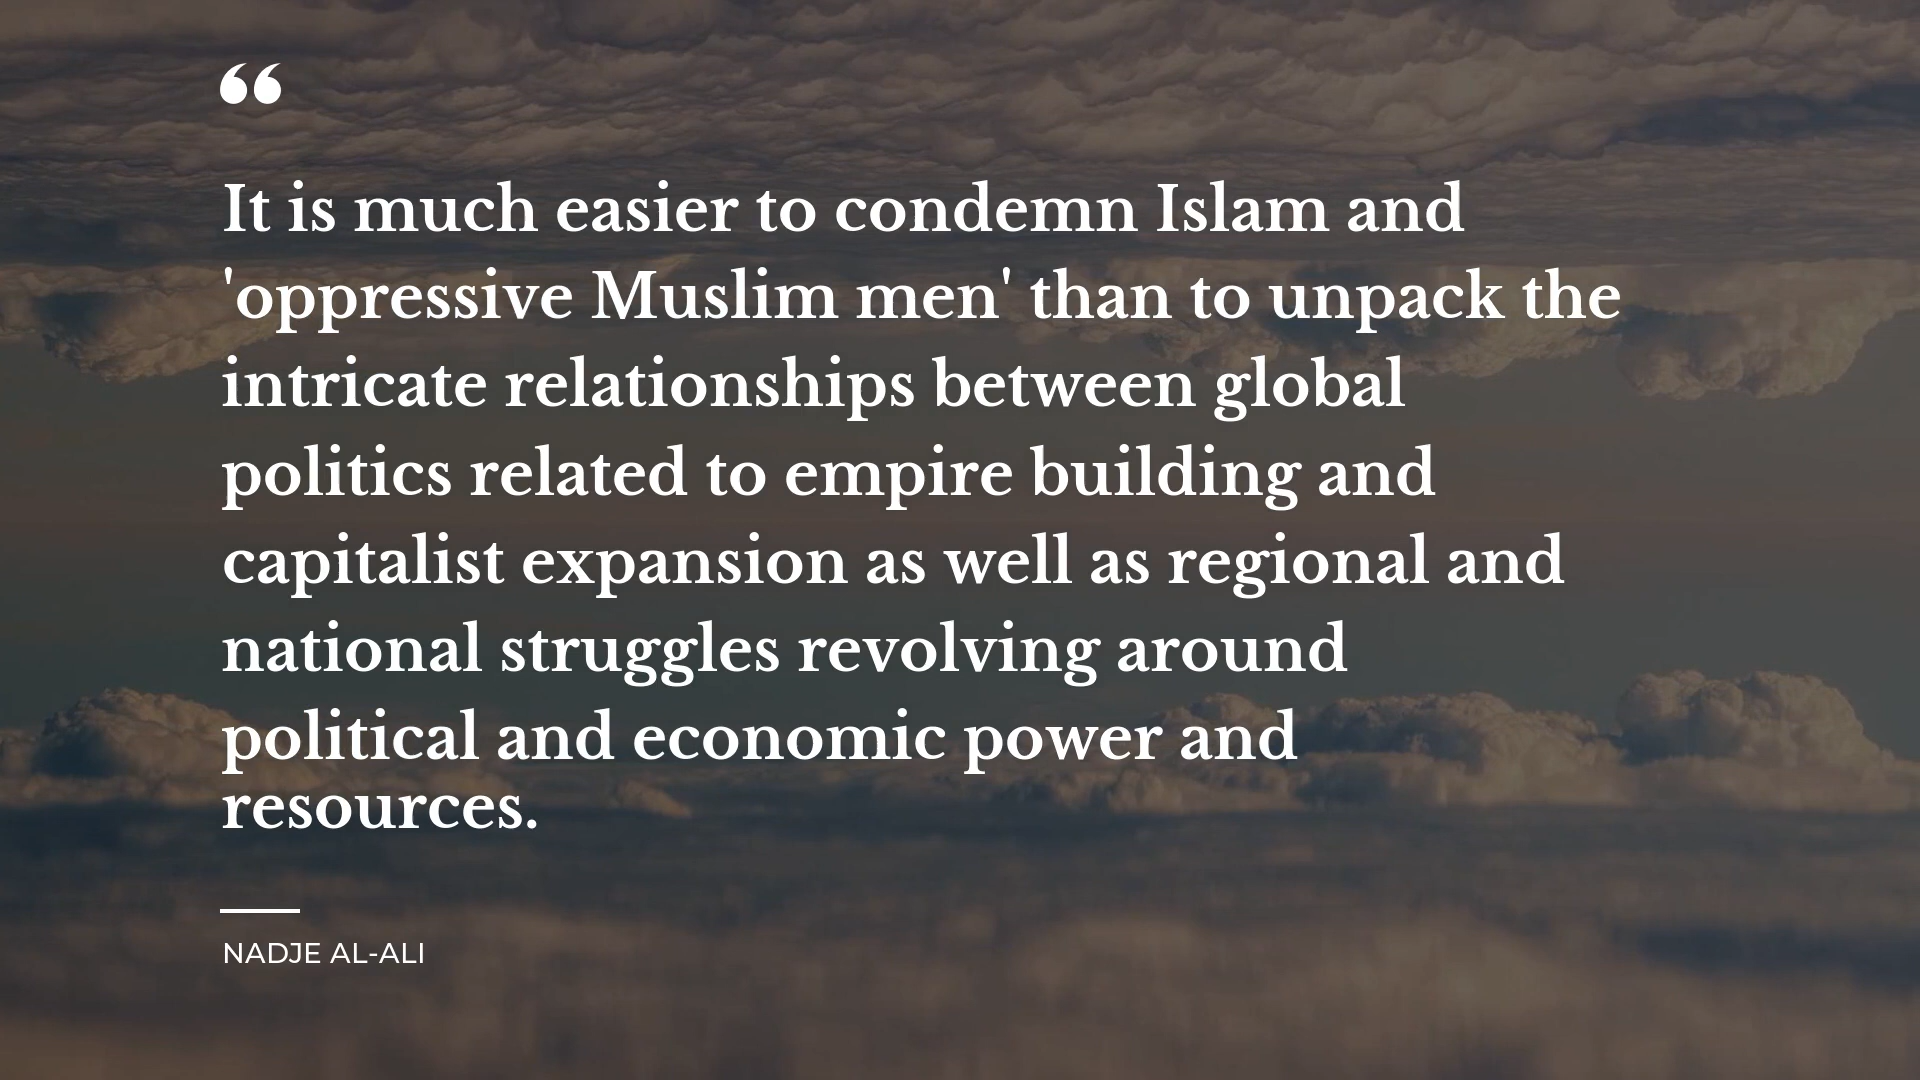 “
It is much easier to condemn Islam and
'oppressive Muslim men' than to unpack the
intricate relationships between global
politics related to empire building and
capitalist expansion as well as regional and
national struggles revolving around
political and economic power and
resources.
NADJE AL-ALI